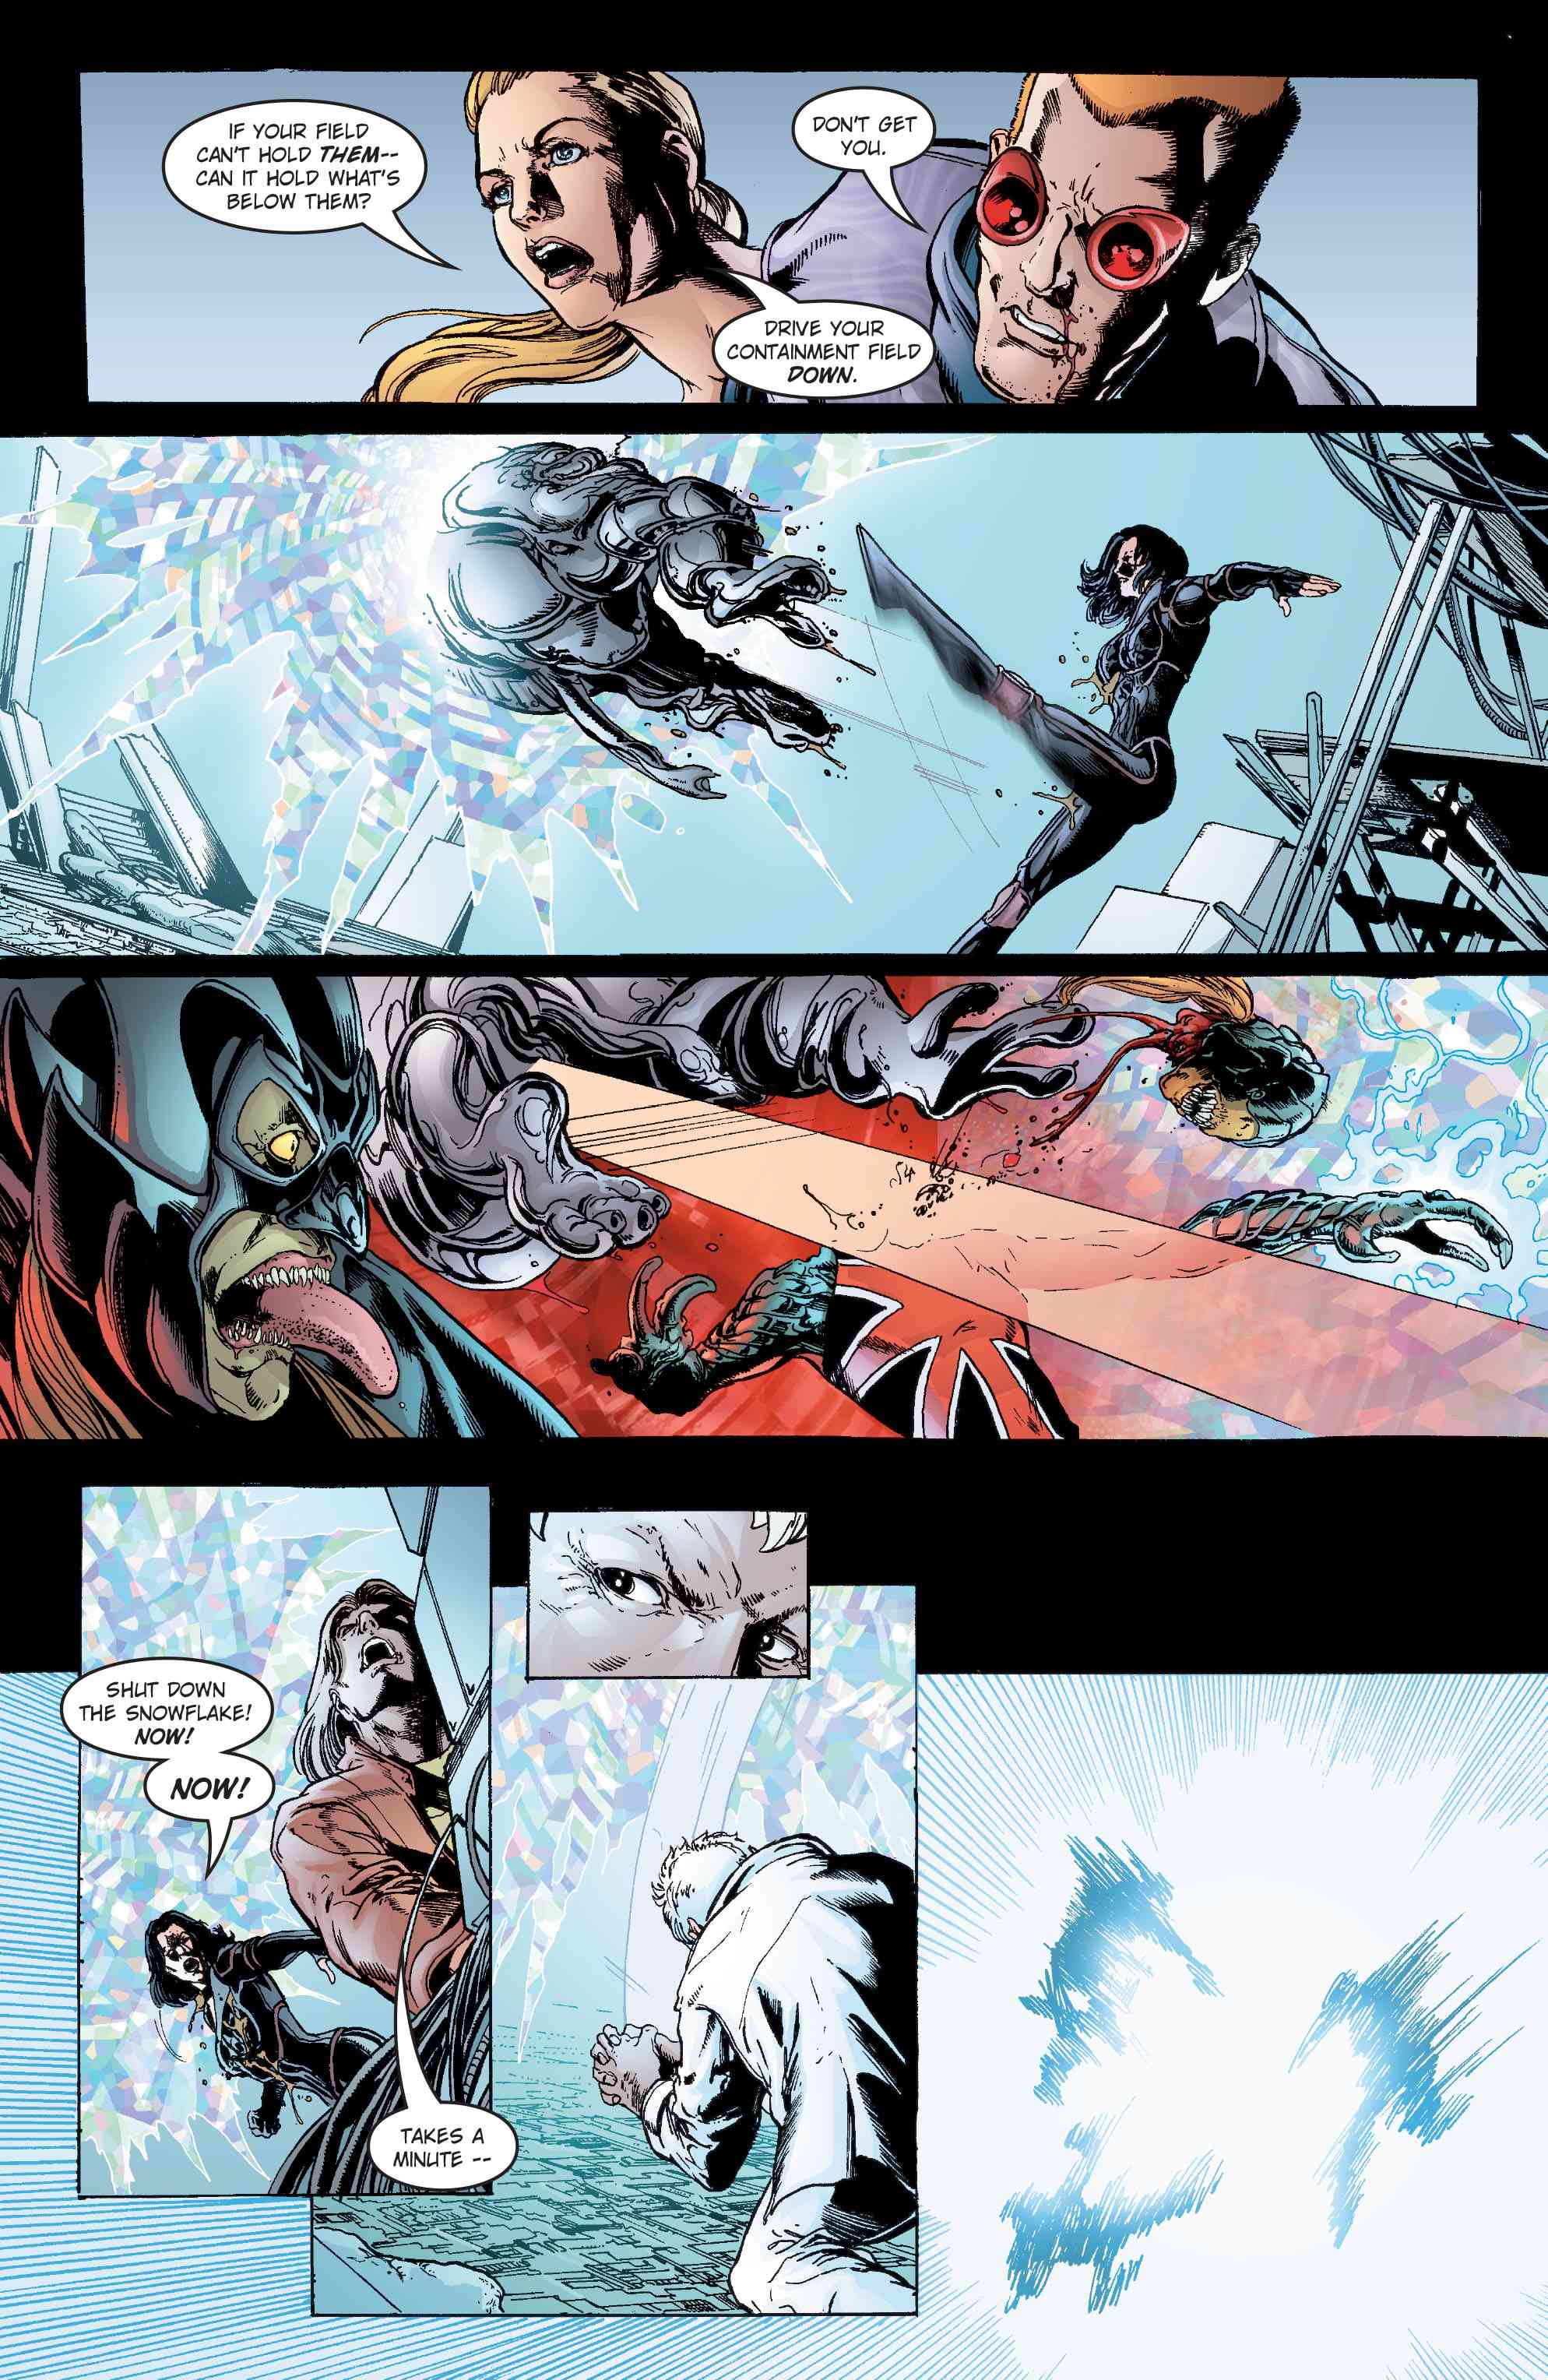 IF YOUR FIELD
CAN'T HOLD THEM--
CAN IT HOLD WHAT'S
BELOW THEM?
DON'T GET
YOU.
DRIVE YOUR
CONTAINMENT FIELD
DOWN.
SHUT DOWN
THE SNOWFLAKE!
NOW!
NOW!
TAKES A
MINUTE --